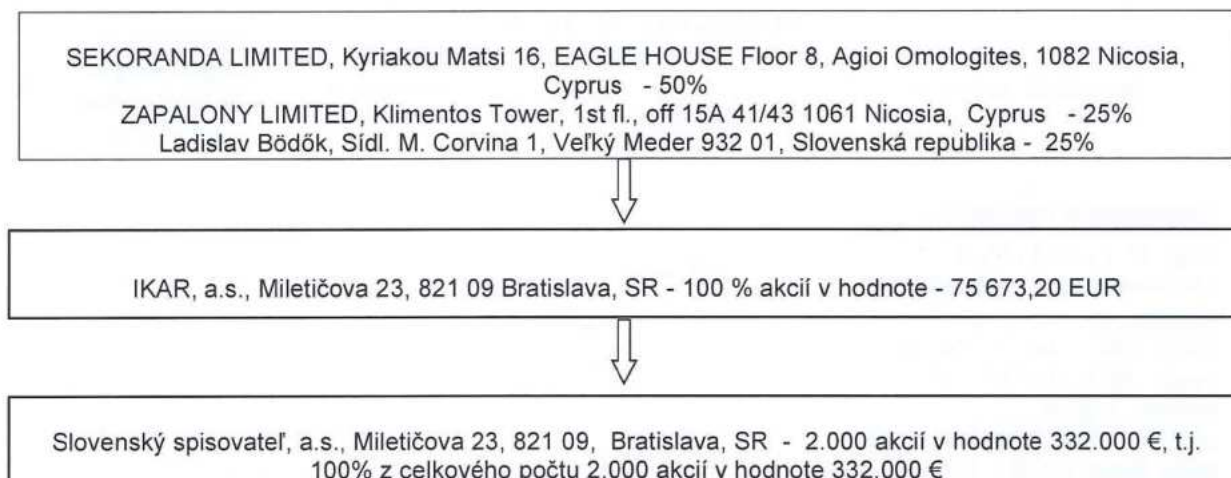 SEKORANDA LIMITED, Kyriakou Matsi 16, EAGLE HOUSE Floor 8, Agioi Omologites, 1082 Nicosia,
Cyprus - 50%
ZAPALONY LIMITED, Klimentos Tower, 1st fl., off 15A 41/43 1061 Nicosia, Cyprus - 25%
Ladislav Bödők, Sídl. M. Corvina 1, Veľký Meder 932 01, Slovenská republika - 25%
IKAR, a.s., Miletičova 23, 821 09 Bratislava, SR - 100 % akcií v hodnote - 75 673,20 EUR
Slovenský spisovateľ, a.s., Miletičova 23, 821 09, Bratislava, SR - 2.000 akcií v hodnote 332.000 €, t.j.
100% z celkového počtu 2.000 akcií v hodnote 332.000 €